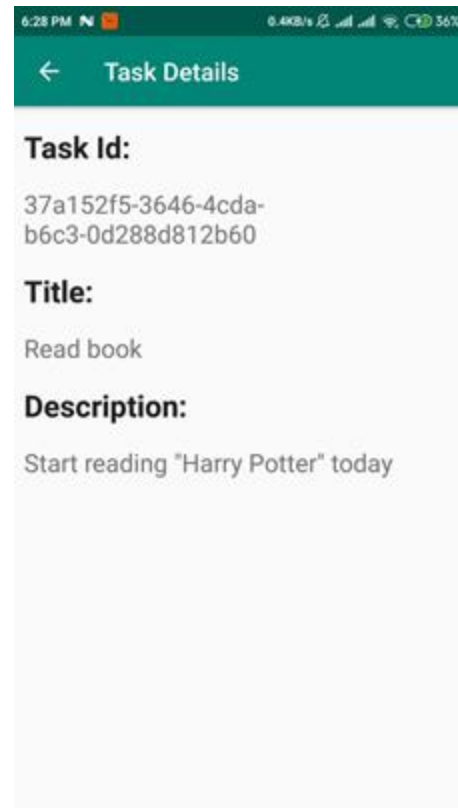 6:28 PM N 0.4KB/s 36%
Task Details
Task Id:
37a152f5-3646-4cda-
b6c3-0d288d812b60
Title:
Read book
Description:
Start reading "Harry Potter" today